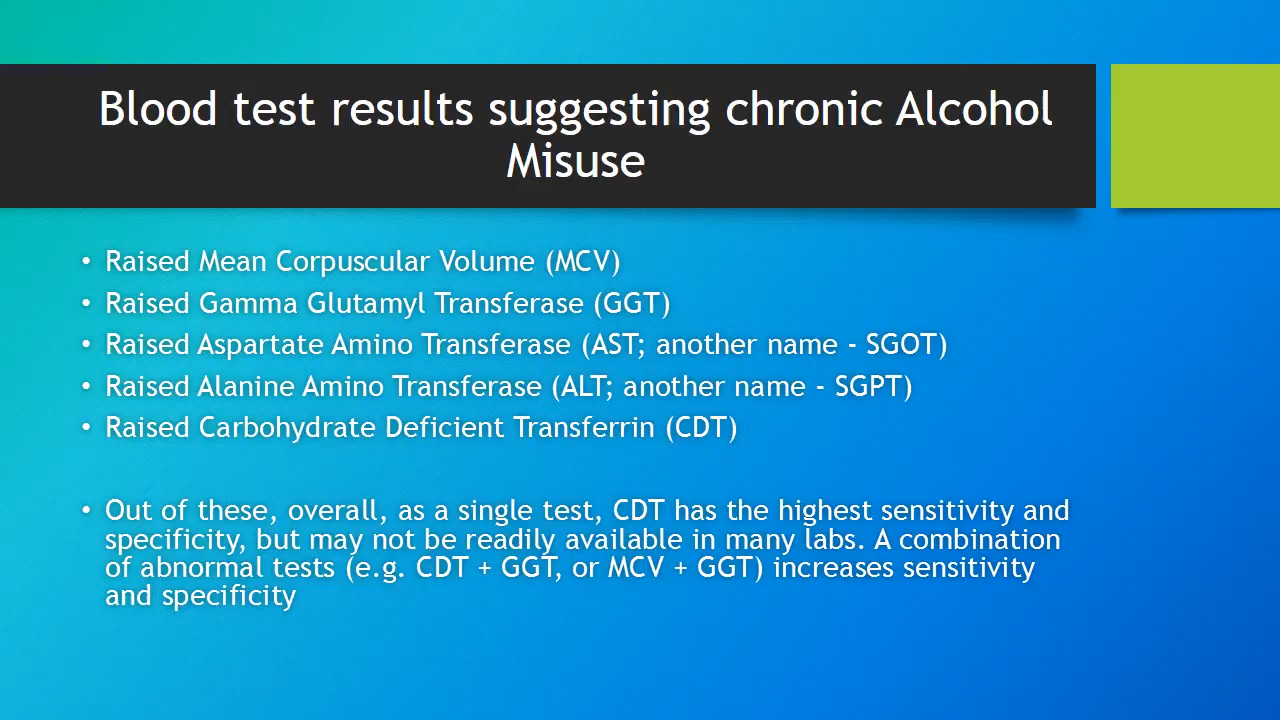 Blood test results suggesting chronic Alcohol
Misuse
• Raised Mean Corpuscular Volume (MCV)
• Raised Gamma Glutamyl Transferase (GGT)
• Raised Aspartate Amino Transferase (AST; another name - SGOT)
• Raised Alanine Amino Transferase (ALT; another name - SGPT)
• Raised Carbohydrate Deficient Transferrin (CDT)
• Out of these, overall, as a single test, CDT has the highest sensitivity and
specificity, but may not be readily available in many labs. A combination
of abnormal tests (e.g. CDT + GGT, or MCV + GGT) increases sensitivity
and specificity